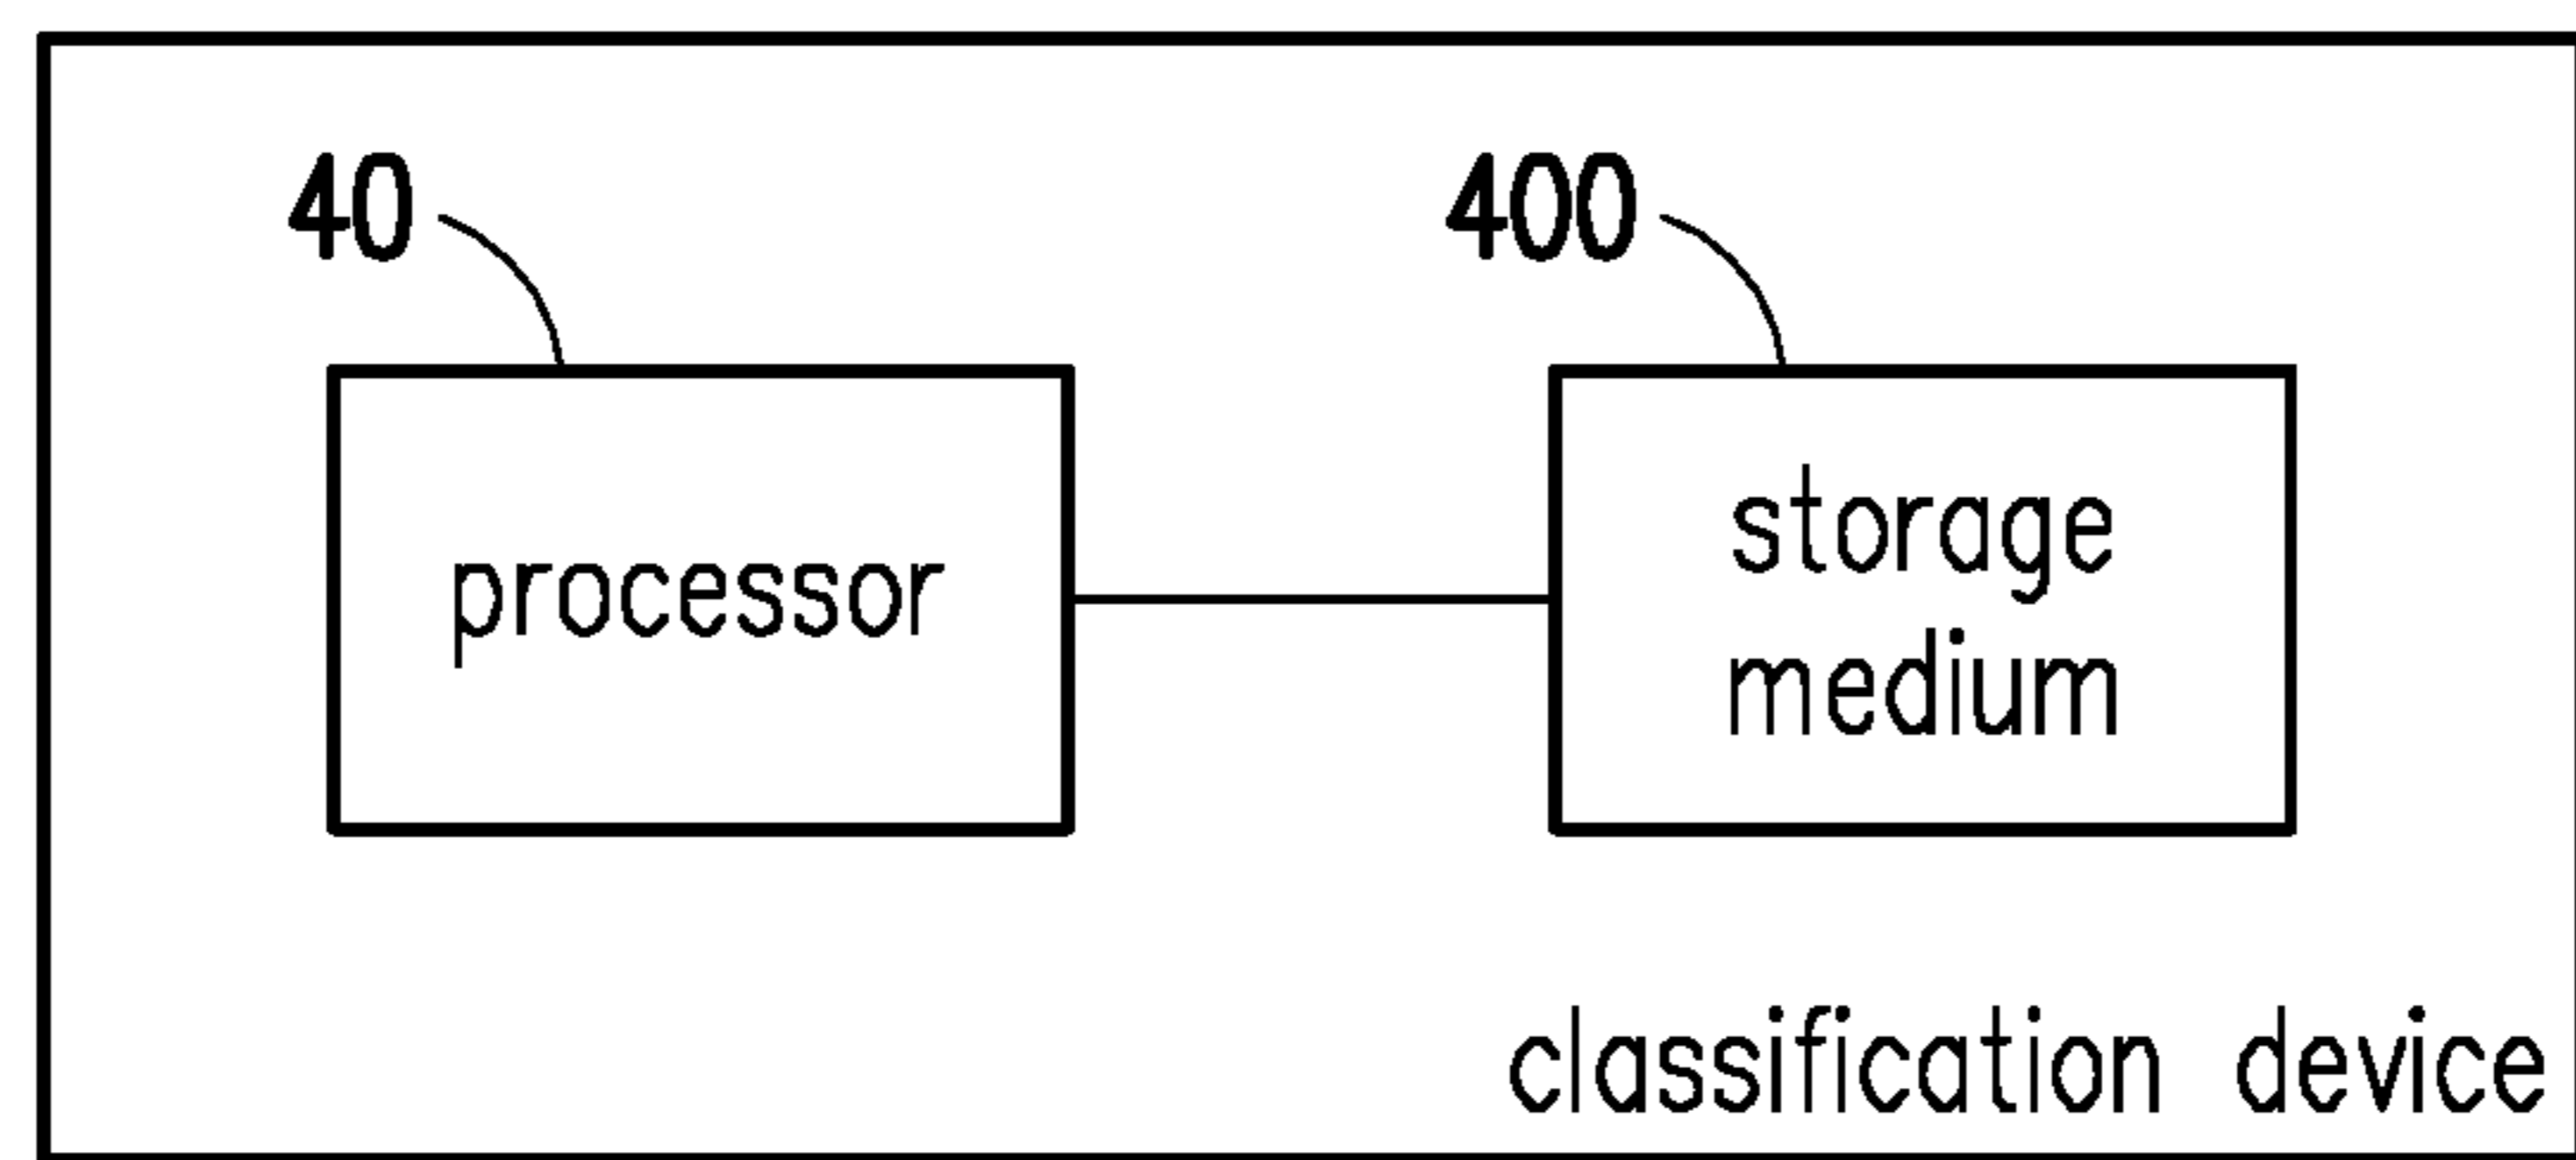 40
400
processor
storage
medium
classification device